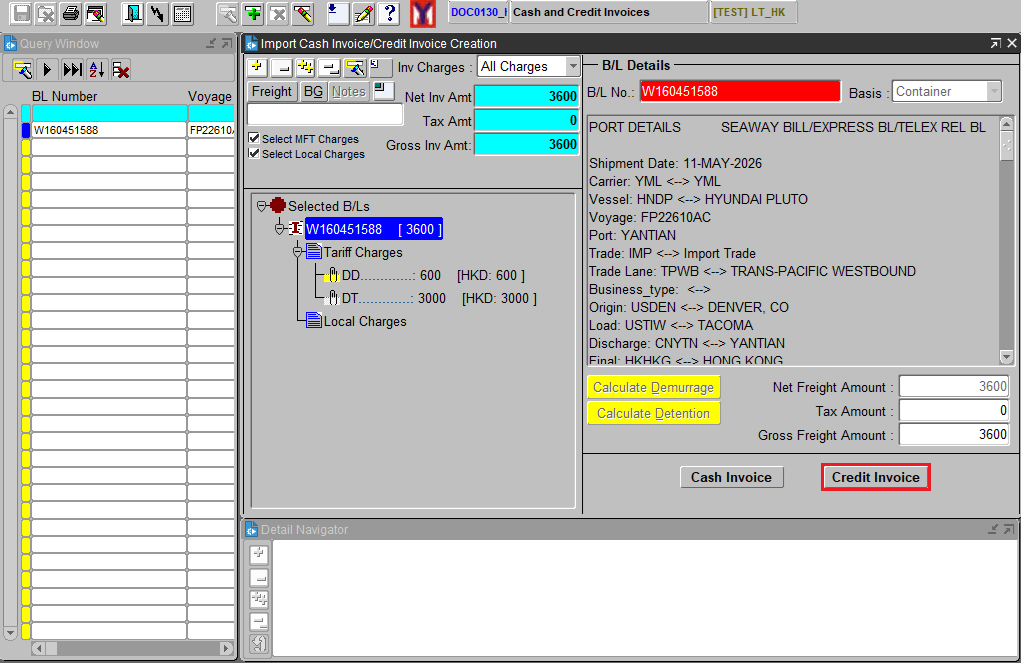 DOC0130_I Cash and Credit Invoices [TEST] LT_HK
Query Window
BL Number Voyage
W160451588 FP22610A
Import Cash Invoice/Credit Invoice Creation
Inv Charges : All Charges
Freight BG Notes
Net Inv Amt 3600
Tax Amt 0
Gross Inv Amt: 3600
Select MFT Charges
Select Local Charges
Selected B/Ls
W160451588 [ 3600 ]
Tariff Charges
DD.............: 600 [HKD: 600 ]
DT.............: 3000 [HKD: 3000 ]
Local Charges
B/L Details
B/L No.: W160451588 Basis : Container
PORT DETAILS SEAWAY BILL/EXPRESS BL/TELEX REL BL
Shipment Date: 11-MAY-2026
Carrier: YML <--> YML
Vessel: HNDP <--> HYUNDAI PLUTO
Voyage: FP22610AC
Port: YANTIAN
Trade: IMP <--> Import Trade
Trade Lane: TPWB <--> TRANS-PACIFIC WESTBOUND
Business_type: <-->
Origin: USDEN <--> DENVER, CO
Load: USTIW <--> TACOMA
Discharge: CNYTN <--> YANTIAN
Final: HKHKG <--> HONG KONG
Calculate Demurrage
Calculate Detention
Net Freight Amount : 3600
Tax Amount : 0
Gross Freight Amount : 3600
Cash Invoice Credit Invoice
Detail Navigator